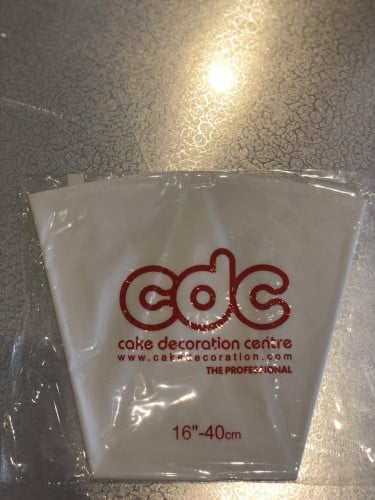 cdc
cake decoration centre
www.cakedecoration.com
THE PROFESSIONAL
16"-40cm